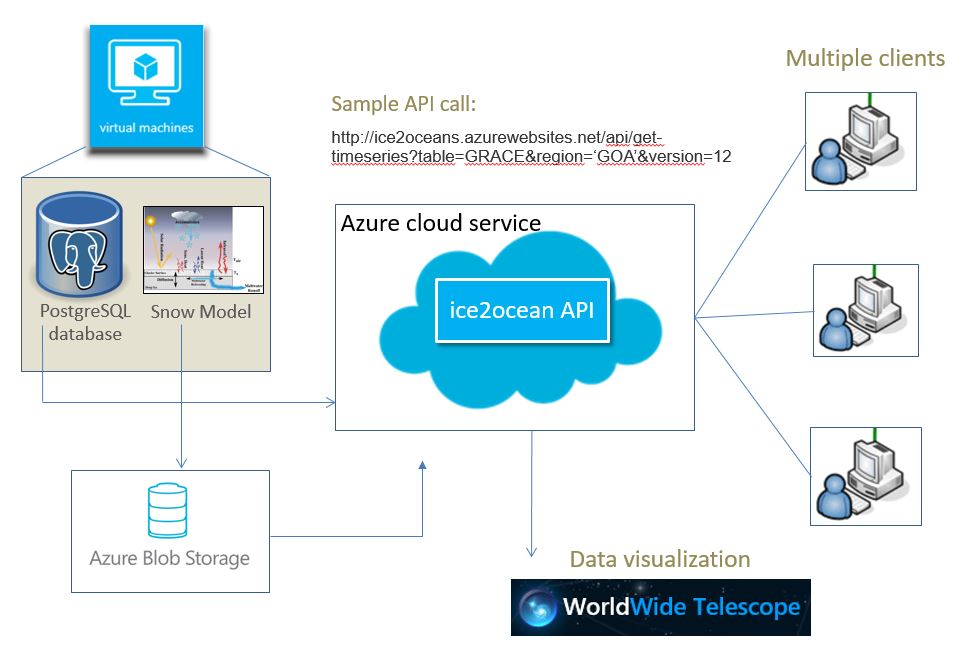 virtual machines
Multiple clients
Sample API call:
http://ice2oceans.azurewebsites.net/api/get-
timeseries?table=GRACE&region='GOA'&version=12
Azure cloud service
ice2ocean API
PostgreSQL
database
Snow Model
Azure Blob Storage
Data visualization
WorldWide Telescope